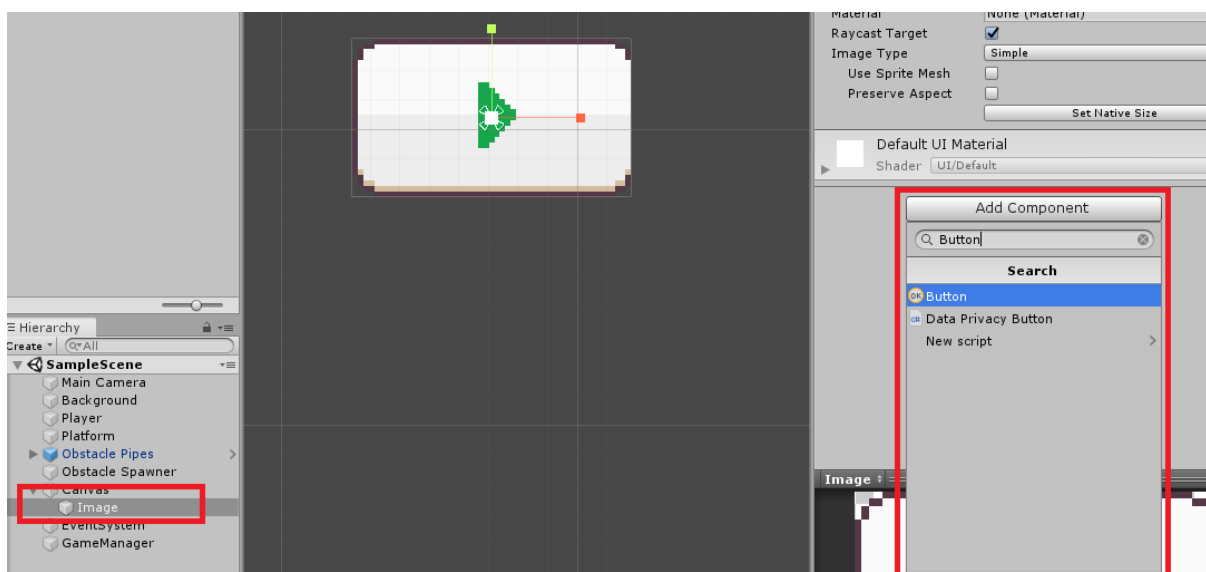 Material
None (Material)
Raycast Target
Image Type
Simple
Use Sprite Mesh
Preserve Aspect
Set Native Size
Default UI Material
Shader
UI/Default
Add Component
Button
Search
OK Button
c# Data Privacy Button
New script
Hierarchy
Create
All
SampleScene
Main Camera
Background
Player
Platform
Obstacle Pipes
Obstacle Spawner
Canvas
Image
EventSystem
GameManager
Image